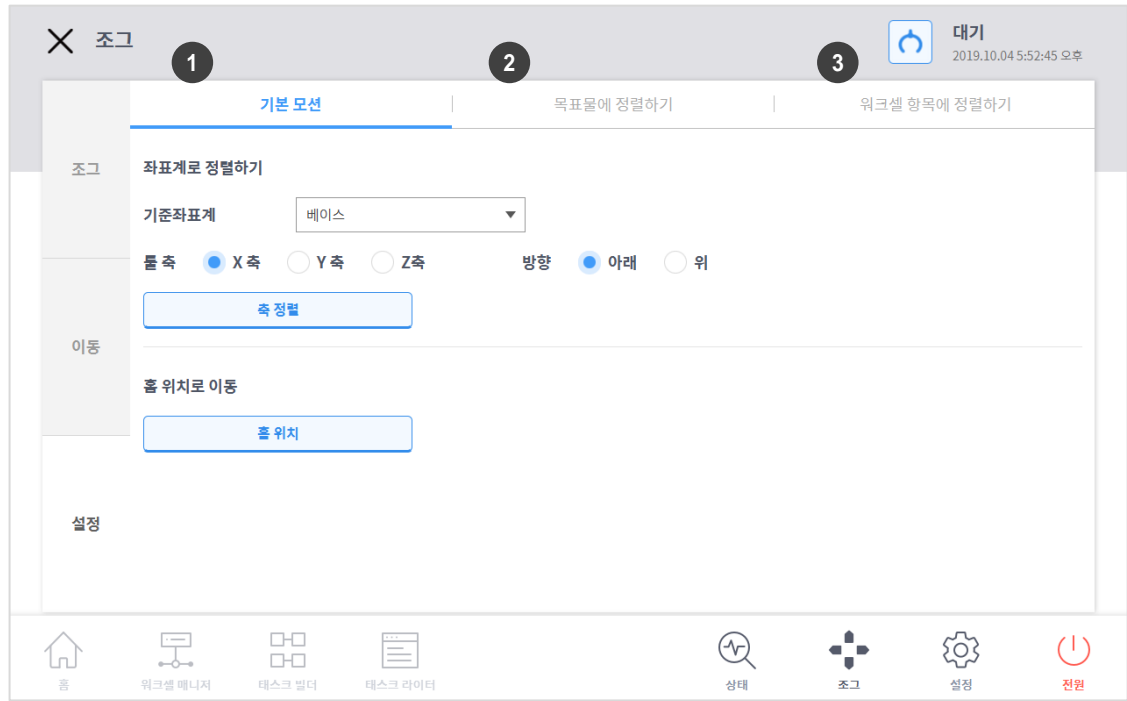 조그
대기
2019.10.04 5:52:45 오후
1
2
3
기본 모션
목표물에 정렬하기
워크셀 항목에 정렬하기
조그
이동
설정
좌표계로 정렬하기
기준좌표계
베이스
툴 축 X 축 Y 축 Z축 방향 아래 위
축 정렬
홈 위치로 이동
홈 위치
홈
워크셀 매니저
태스크 빌더
태스크 라이터
상태
조그
설정
전원